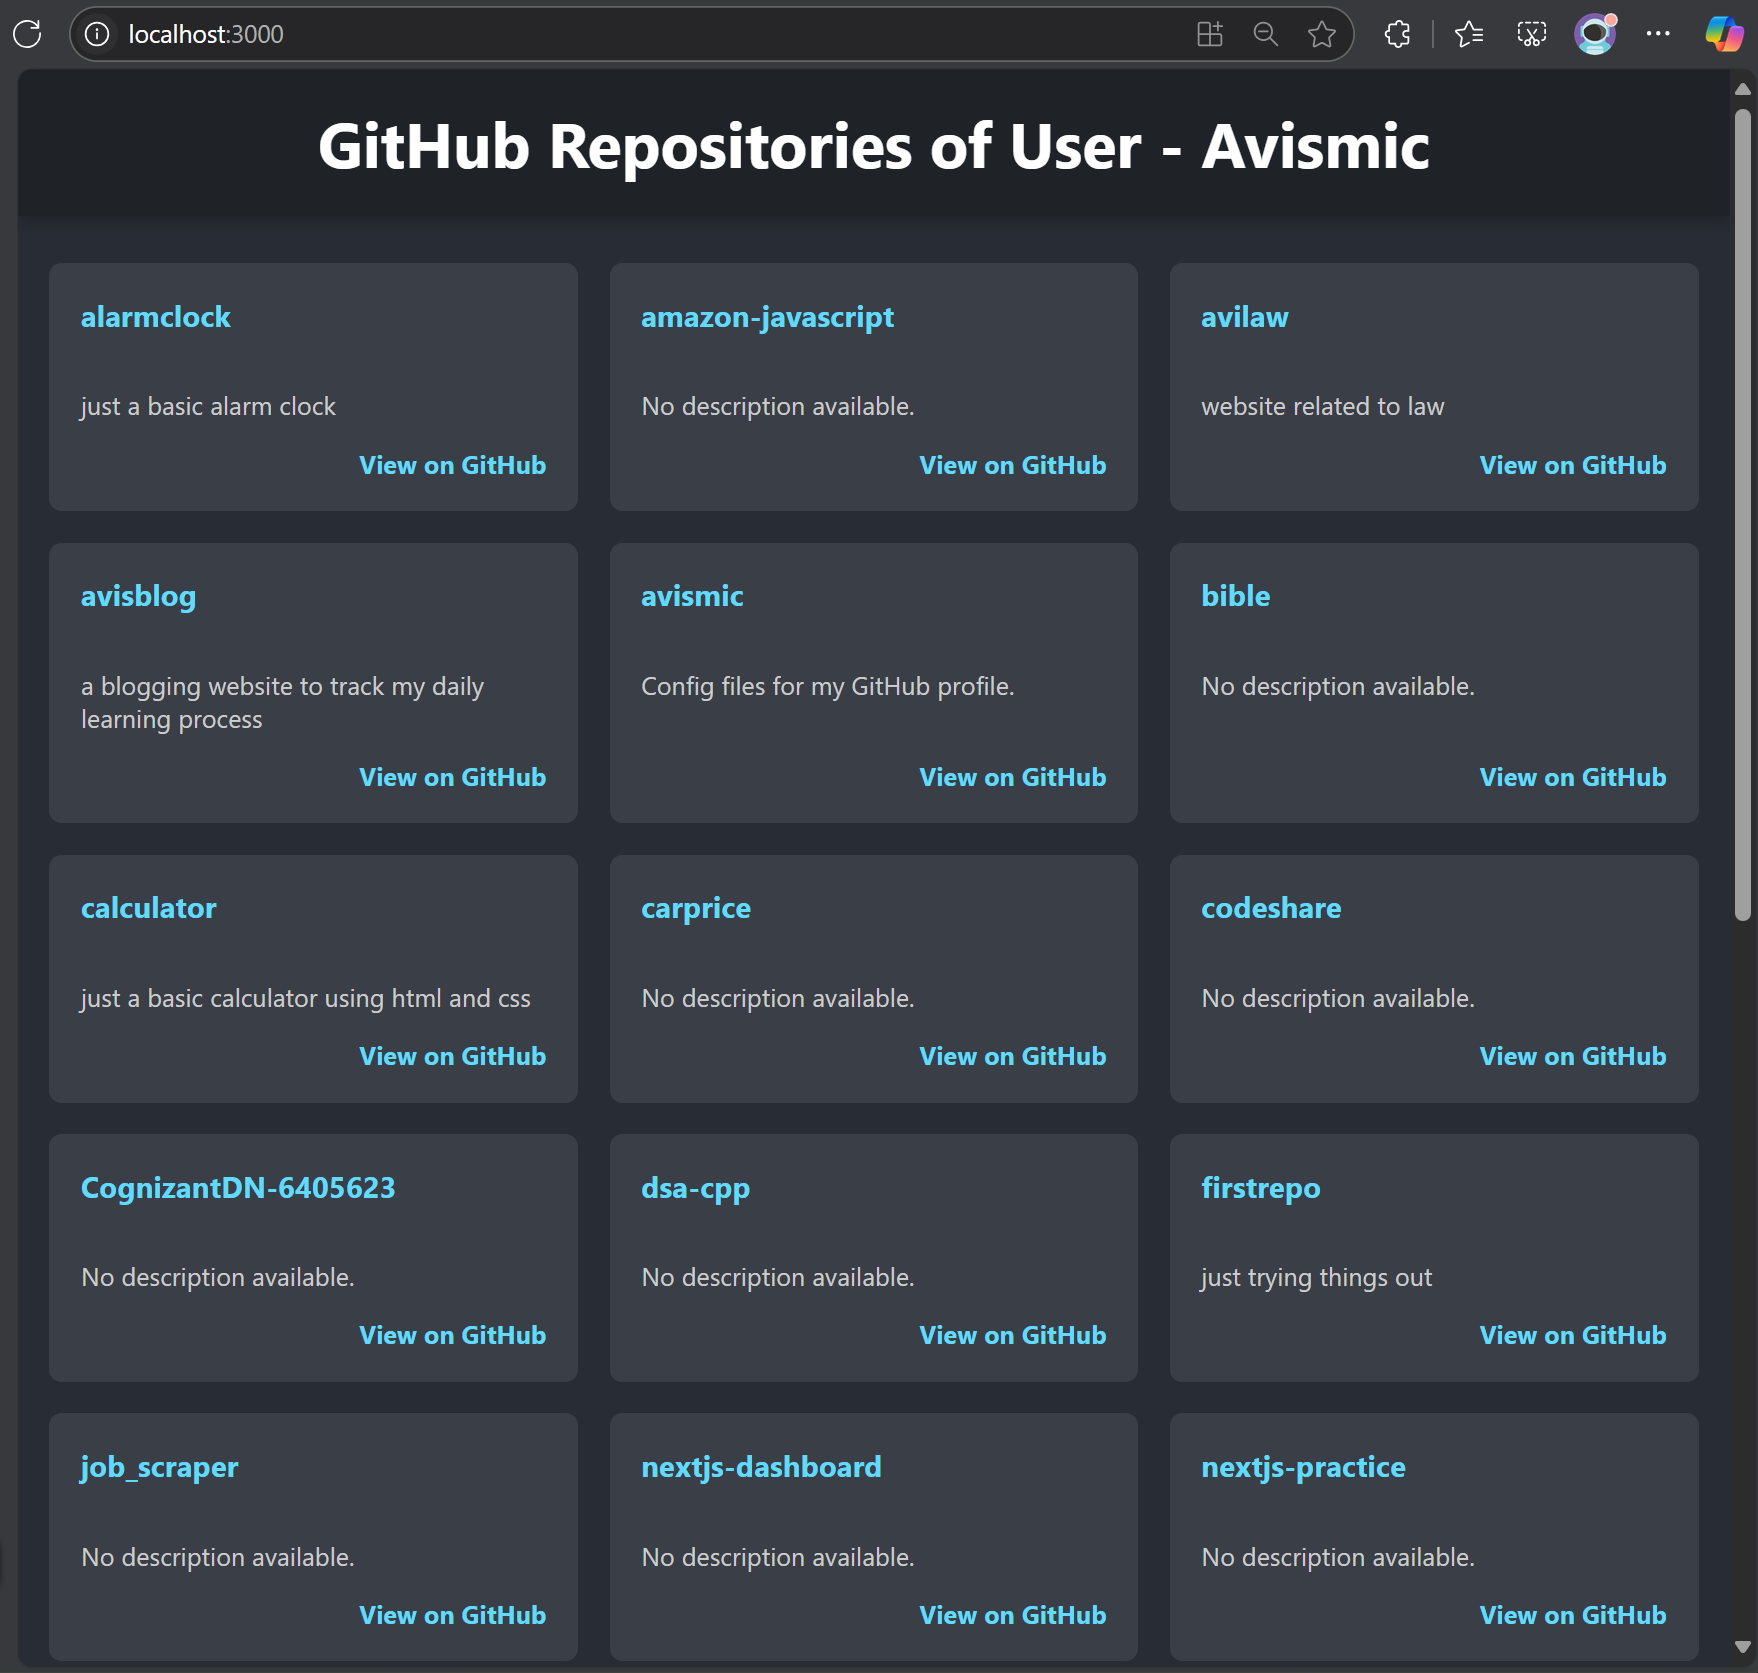 localhost:3000
GitHub Repositories of User - Avismic
alarmclock
just a basic alarm clock
View on GitHub
amazon-javascript
No description available.
View on GitHub
avilaw
website related to law
View on GitHub
avisblog
a blogging website to track my daily
learning process
View on GitHub
avismic
Config files for my GitHub profile.
View on GitHub
bible
No description available.
View on GitHub
calculator
just a basic calculator using html and css
View on GitHub
carprice
No description available.
View on GitHub
codeshare
No description available.
View on GitHub
CognizantDN-6405623
No description available.
View on GitHub
dsa-cpp
No description available.
View on GitHub
firstrepo
just trying things out
View on GitHub
job_scraper
No description available.
View on GitHub
nextjs-dashboard
No description available.
View on GitHub
nextjs-practice
No description available.
View on GitHub